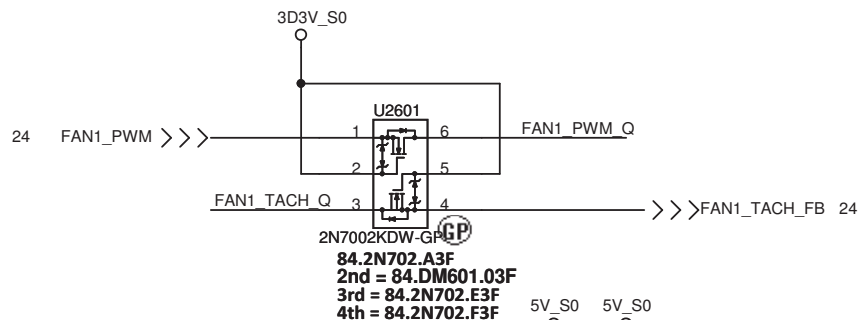 3D3V_S0
U2601
24 FAN1_PWM 1 6 FAN1_PWM_Q
2 5
FAN1_TACH_Q 3 4 FAN1_TACH_FB 24
2N7002KDW-GP GP
84.2N702.A3F
2nd = 84.DM601.03F
3rd = 84.2N702.E3F
4th = 84.2N702.F3F
5V_S0 5V_S0